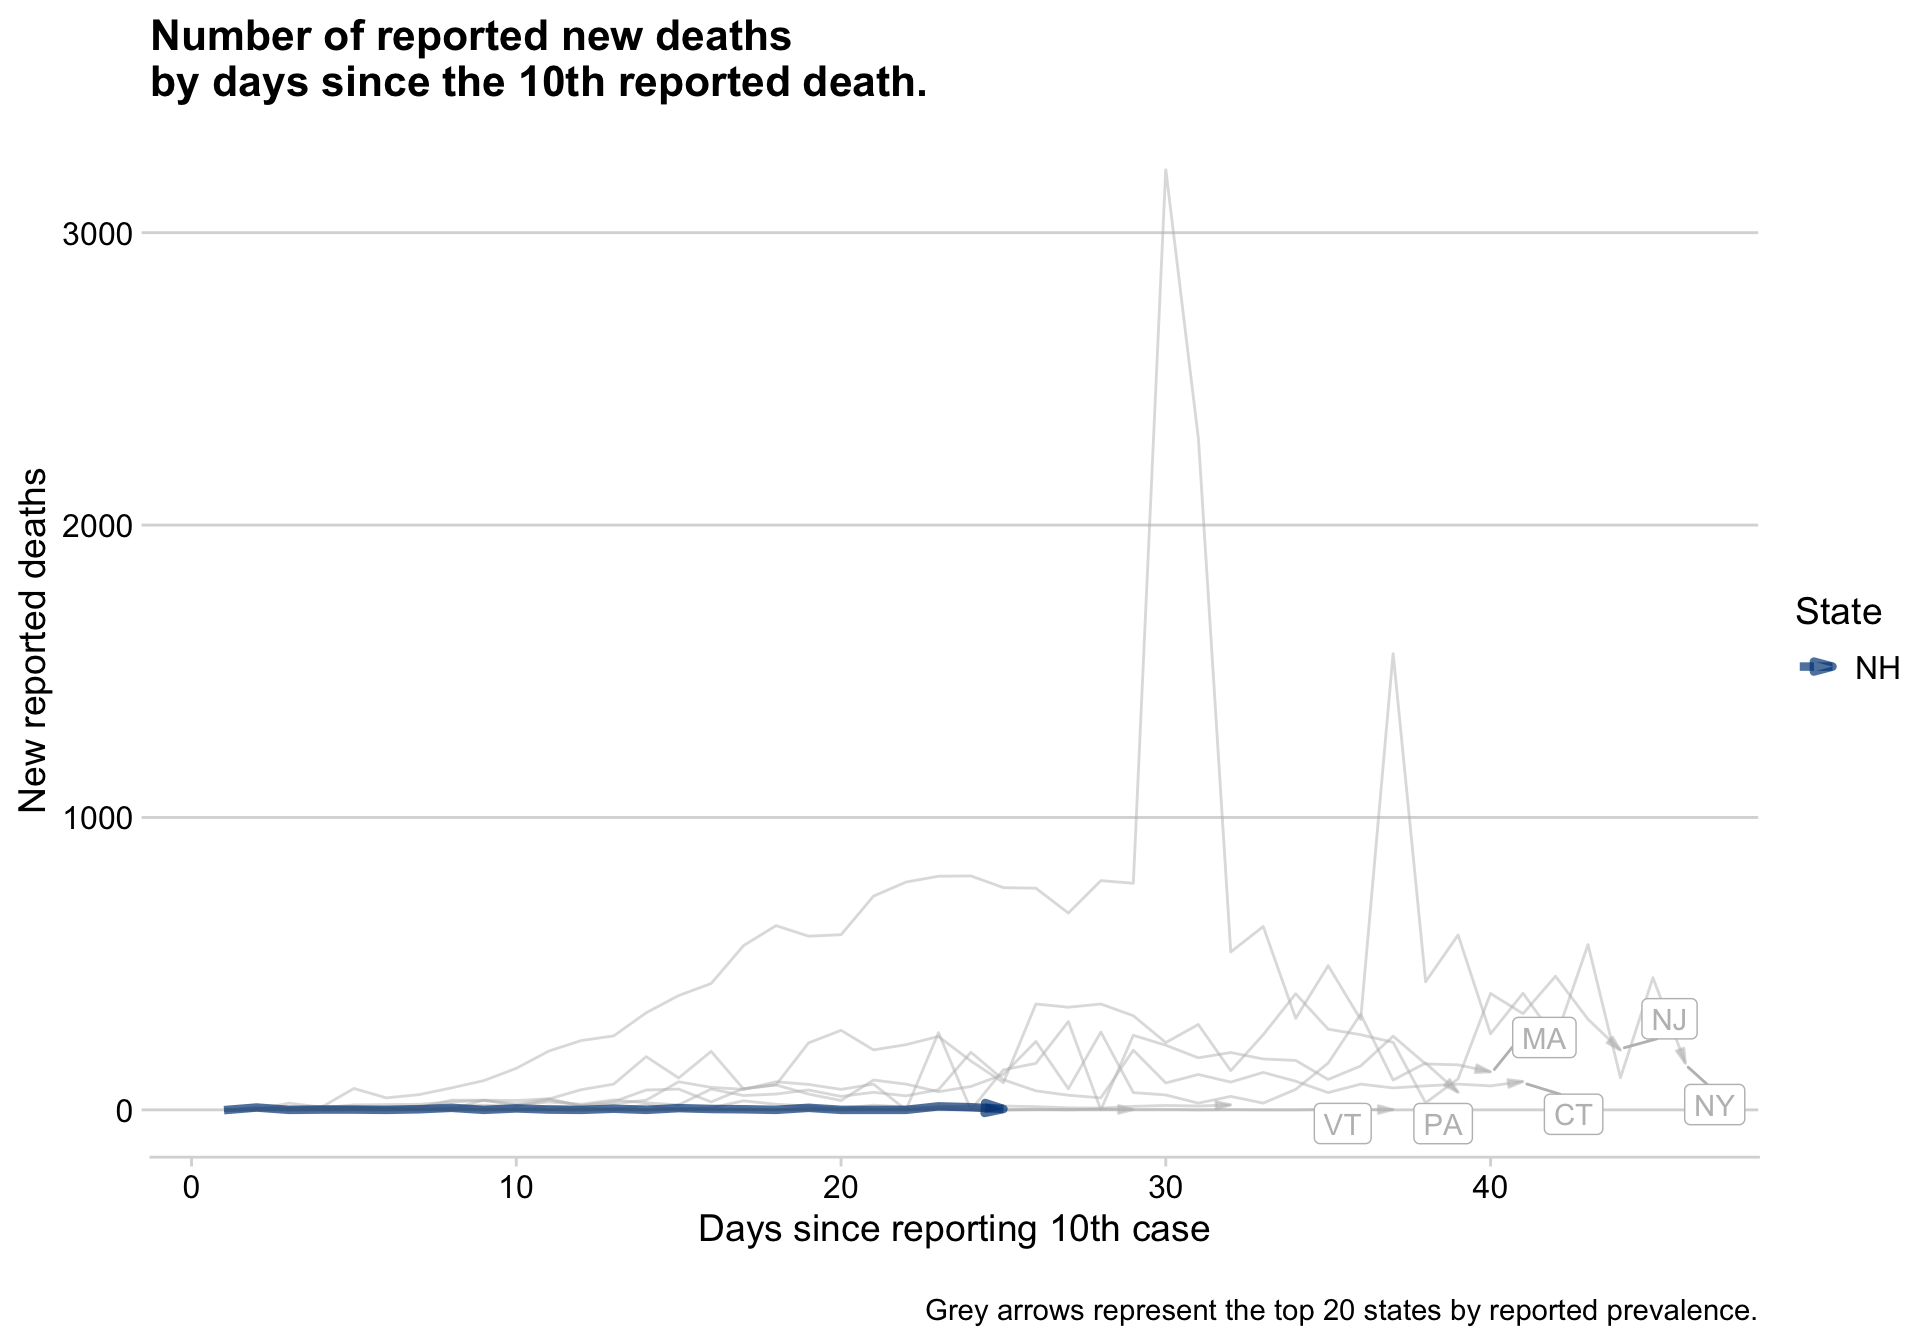 Number of reported new deaths
by days since the 10th reported death.
New reported deaths
3000
2000
1000
0
0
10
20
30
40
Days since reporting 10th case
MA
NJ
VT
PA
CT
NY
State
NH
Grey arrows represent the top 20 states by reported prevalence.